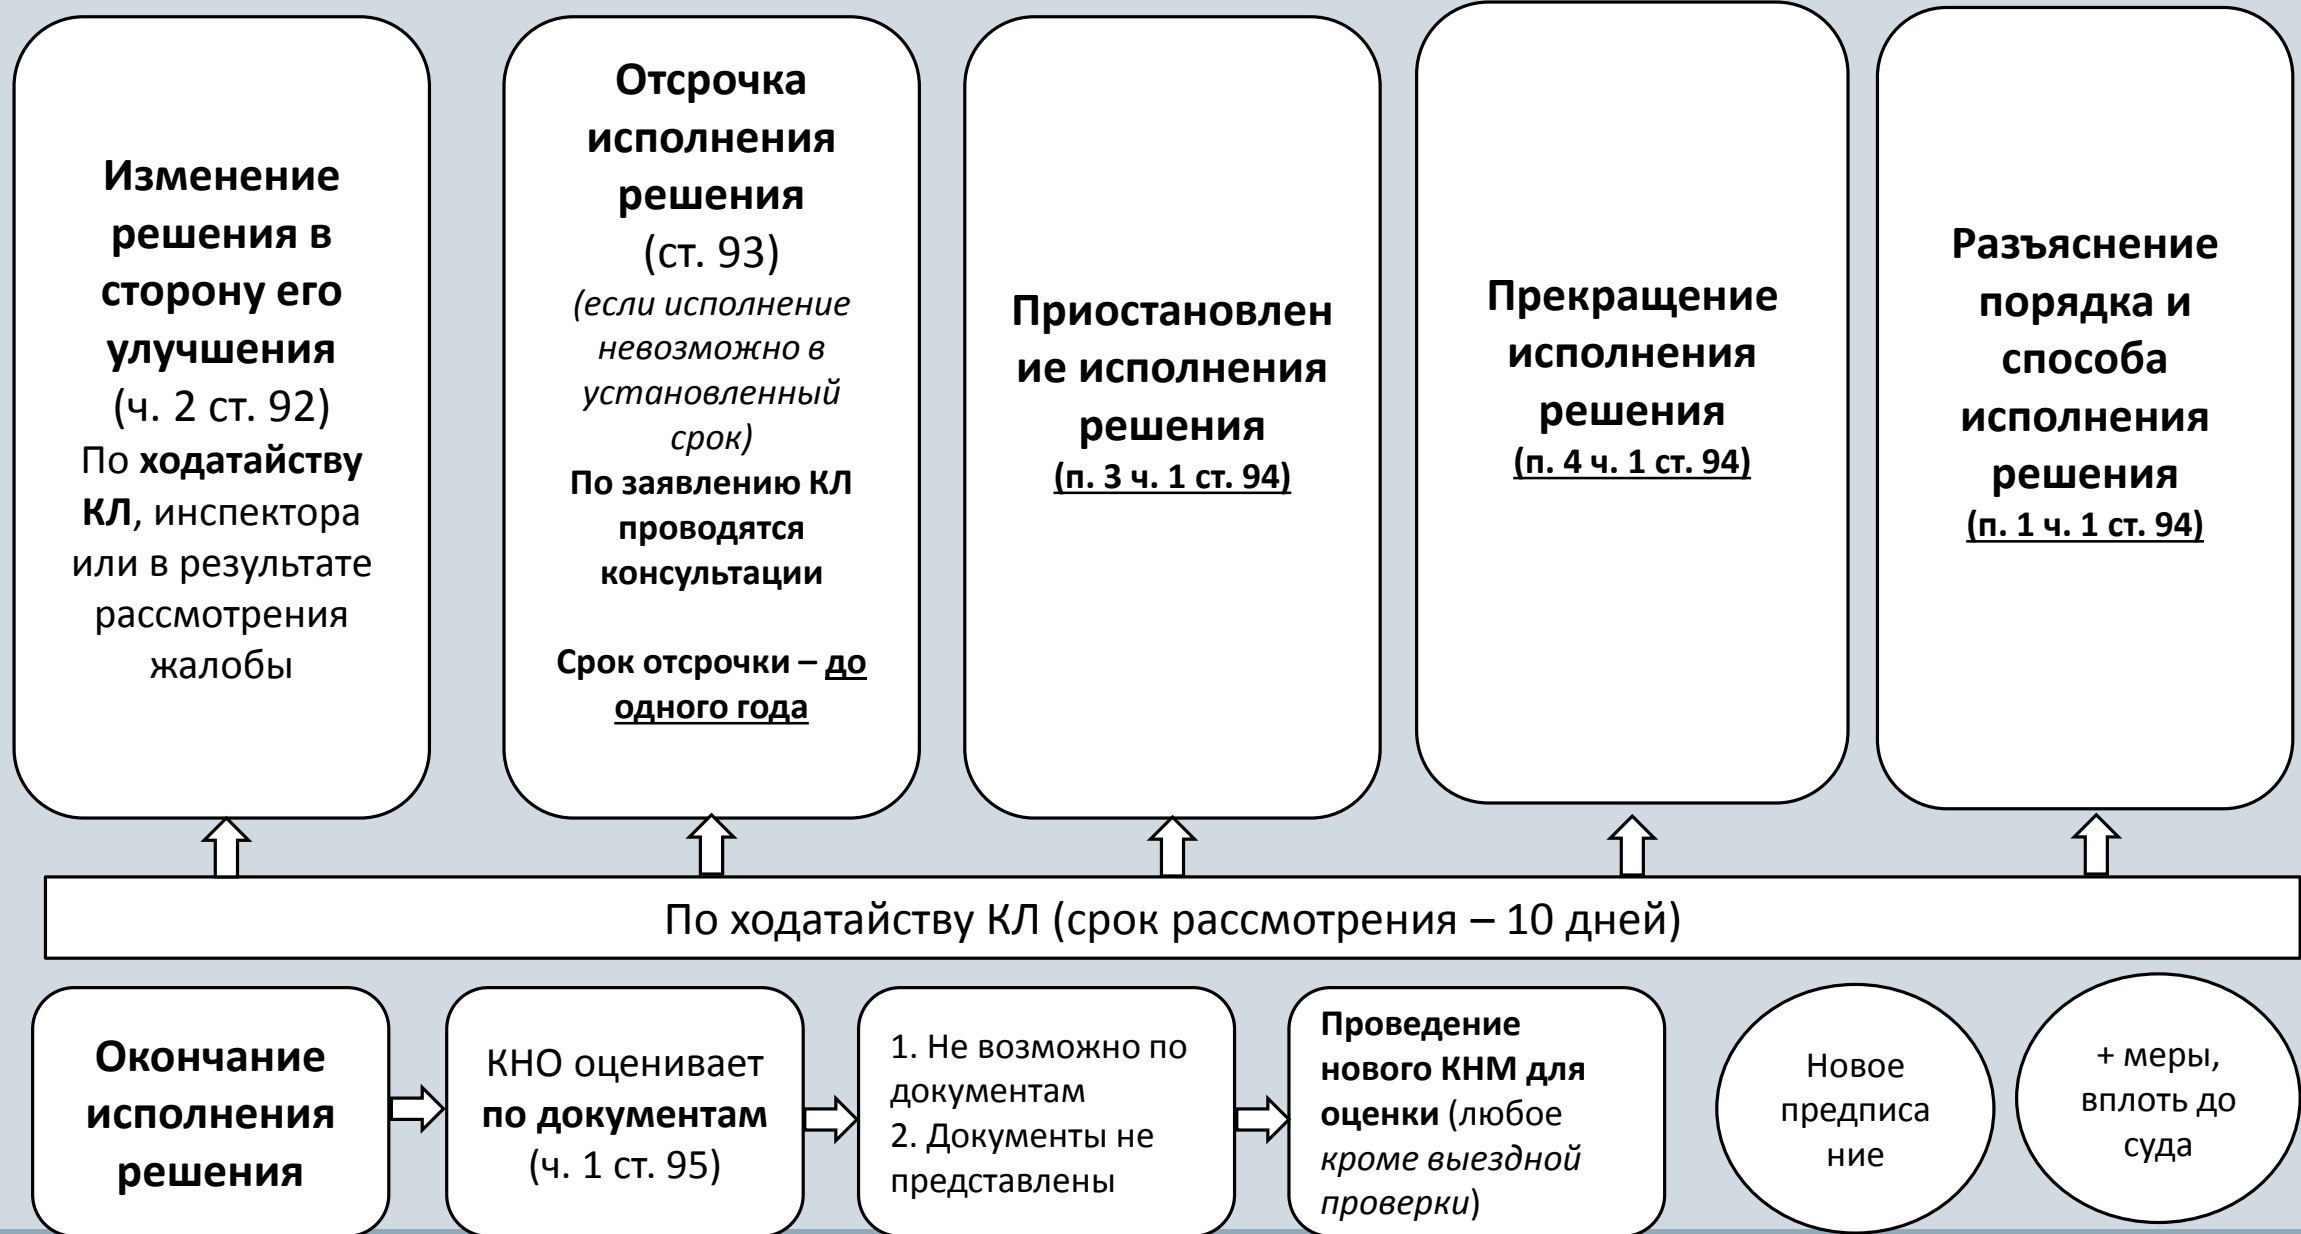 Изменение
решения в
сторону его
улучшения
(ч. 2 ст. 92)
По ходатайству
КЛ, инспектора
или в результате
рассмотрения
жалобы
Отсрочка
исполнения
решения
(ст. 93)
(если исполнение
невозможно в
установленный
срок)
По заявлению КЛ
проводятся
консультации
Срок отсрочки – до
одного года
Приостановлен
ие исполнения
решения
(п. 3 ч. 1 ст. 94)
Прекращение
исполнения
решения
(п. 4 ч. 1 ст. 94)
Разъяснение
порядка и
способа
исполнения
решения
(п. 1 ч. 1 ст. 94)
По ходатайству КЛ (срок рассмотрения – 10 дней)
Окончание
исполнения
решения
КНО оценивает
по документам
(ч. 1 ст. 95)
1. Не возможно по
документам
2. Документы не
представлены
Проведение
нового КНМ для
оценки (любое
кроме выездной
проверки)
Новое
предписа
ние
+ меры,
вплоть до
суда